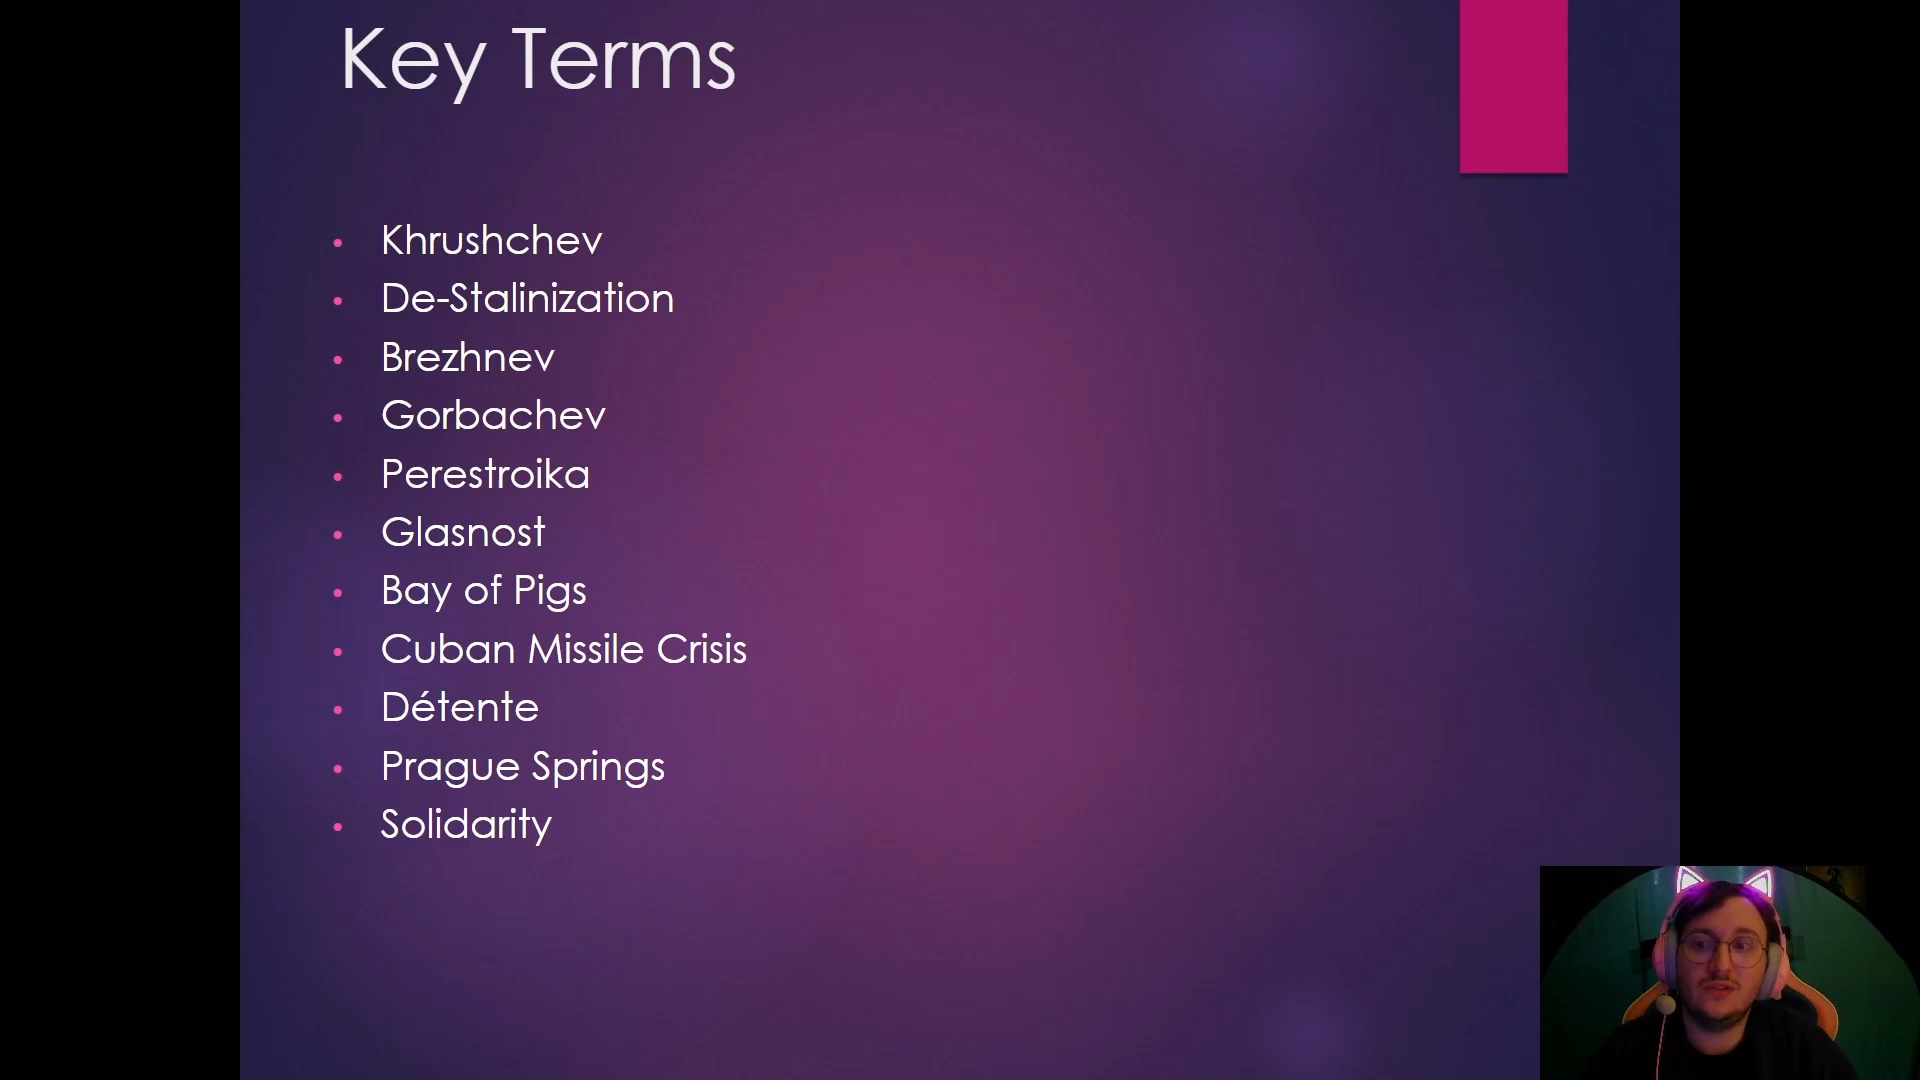 Key Terms
• Khrushchev
• De-Stalinization
• Brezhnev
• Gorbachev
• Perestroika
• Glasnost
• Bay of Pigs
• Cuban Missile Crisis
• Détente
• Prague Springs
• Solidarity